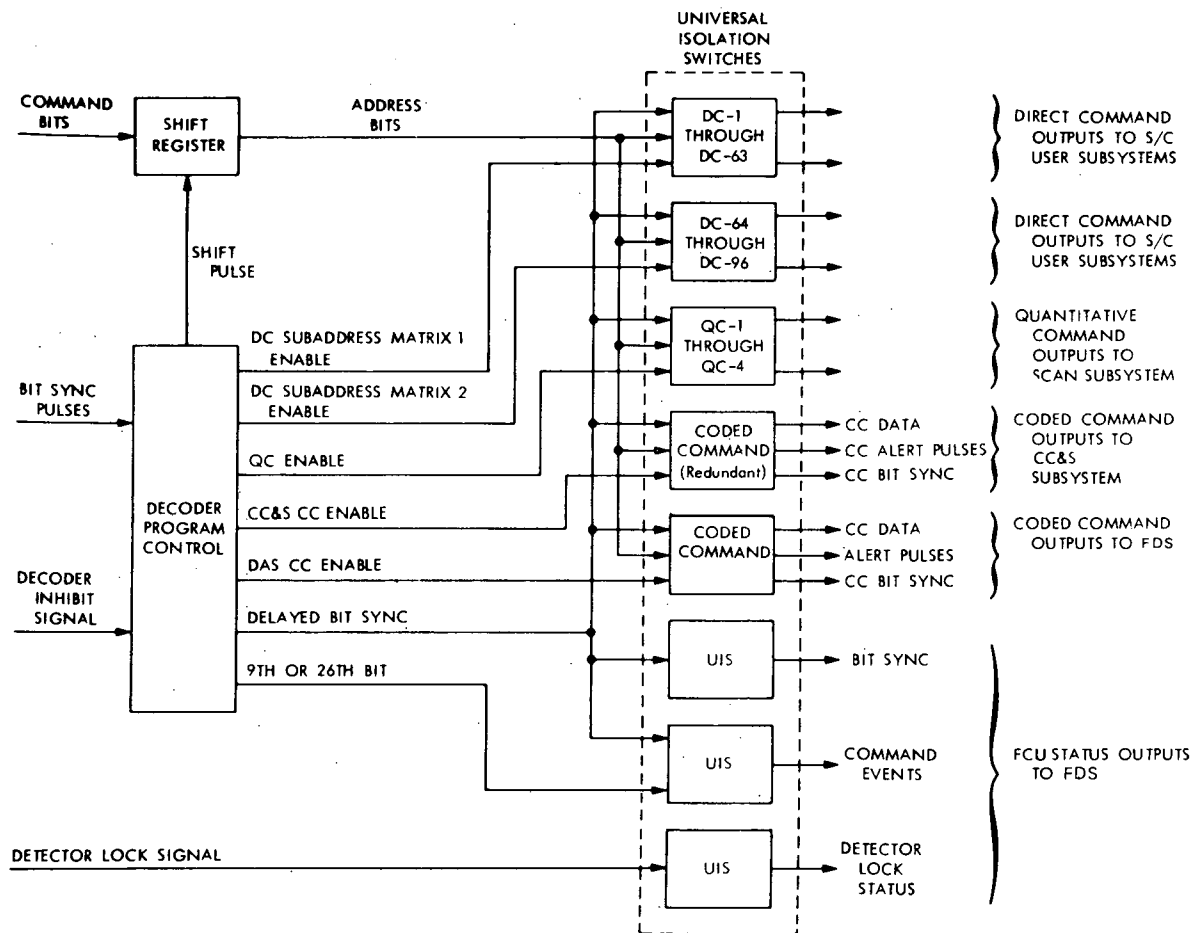 UNIVERSAL
ISOLATION
SWITCHES
COMMAND
BITS
SHIFT
REGISTER
ADDRESS
BITS
DC-1
THROUGH
DC-63
DIRECT COMMAND
OUTPUTS TO S/C
USER SUBSYSTEMS
SHIFT
PULSE
DC-64
THROUGH
DC-96
DIRECT COMMAND
OUTPUTS TO S/C
USER SUBSYSTEMS
BIT SYNC
PULSES
DECODER
INHIBIT
SIGNAL
DECODER
PROGRAM
CONTROL
DC SUBADDRESS MATRIX 1
ENABLE
DC SUBADDRESS MATRIX 2
ENABLE
QC ENABLE
CC&S CC ENABLE
DAS CC ENABLE
DELAYED BIT SYNC
9TH OR 26TH BIT
QC-1
THROUGH
QC-4
QUANTITATIVE
COMMAND
OUTPUTS TO
SCAN SUBSYSTEM
CODED
COMMAND
(Redundant)
CC DATA
CC ALERT PULSES
CC BIT SYNC
CODED COMMAND
OUTPUTS TO
CC&S
SUBSYSTEM
CODED
COMMAND
CC DATA
ALERT PULSES
CC BIT SYNC
CODED COMMAND
OUTPUTS TO FDS
UIS
BIT SYNC
UIS
COMMAND
EVENTS
FCU STATUS OUTPUTS
TO FDS
DETECTOR LOCK SIGNAL
UIS
DETECTOR
LOCK
STATUS